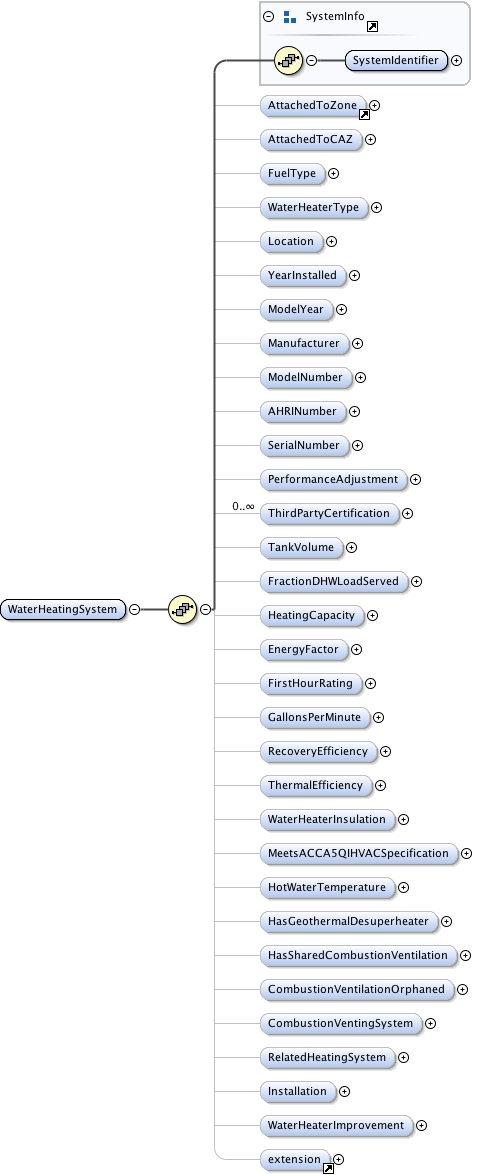 SystemInfo
SystemIdentifier
AttachedToZone
AttachedToCAZ
FuelType
WaterHeaterType
Location
YearInstalled
ModelYear
Manufacturer
ModelNumber
AHRINumber
SerialNumber
PerformanceAdjustment
0..∞
ThirdPartyCertification
TankVolume
FractionDHWLoadServed
WaterHeatingSystem
HeatingCapacity
EnergyFactor
FirstHourRating
GallonsPerMinute
RecoveryEfficiency
ThermalEfficiency
WaterHeaterInsulation
MeetsACCA5QIHVACSpecification
HotWaterTemperature
HasGeothermalDesuperheater
HasSharedCombustionVentilation
CombustionVentilationOrphaned
CombustionVentingSystem
RelatedHeatingSystem
Installation
WaterHeaterImprovement
extension